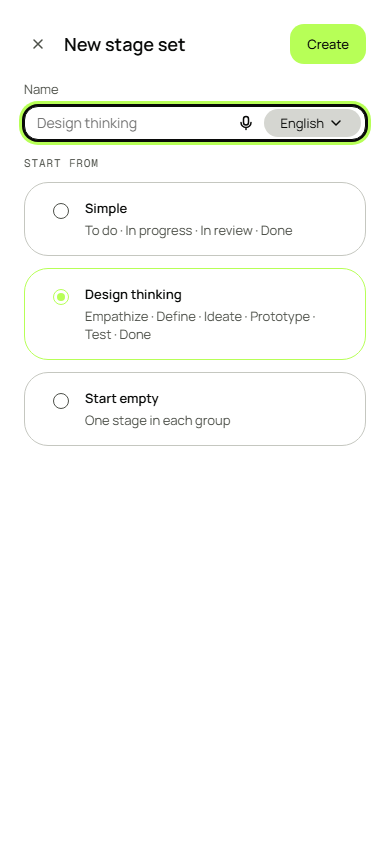 New stage set
Create
Name
Design thinking
English
START FROM
Simple
To do · In progress · In review · Done
Design thinking
Empathize · Define · Ideate · Prototype ·
Test · Done
Start empty
One stage in each group